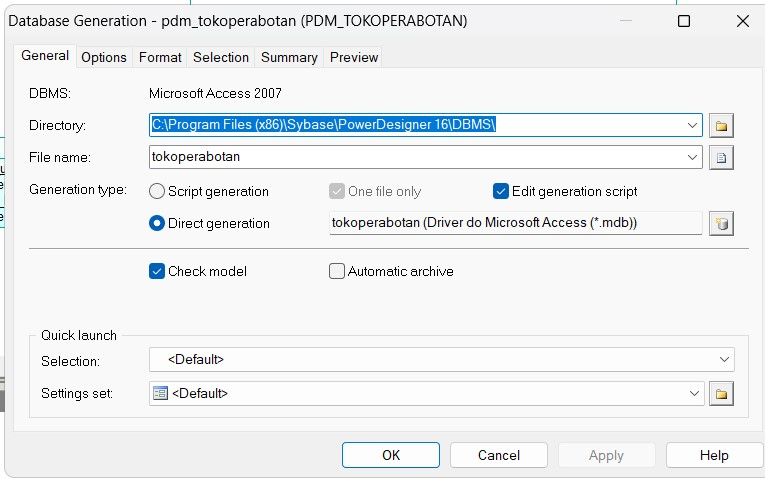 Database Generation - pdm_tokoperabotan (PDM_TOKOPERABOTAN)
General Options Format Selection Summary Preview
DBMS: Microsoft Access 2007
Directory: C:\Program Files (x86)\Sybase\PowerDesigner 16\DBMS\
File name: tokoperabotan
Generation type: Script generation One file only Edit generation script
Direct generation tokoperabotan (Driver do Microsoft Access (*.mdb))
Check model Automatic archive
Quick launch
Selection: <Default>
Settings set: <Default>
OK Cancel Apply Help